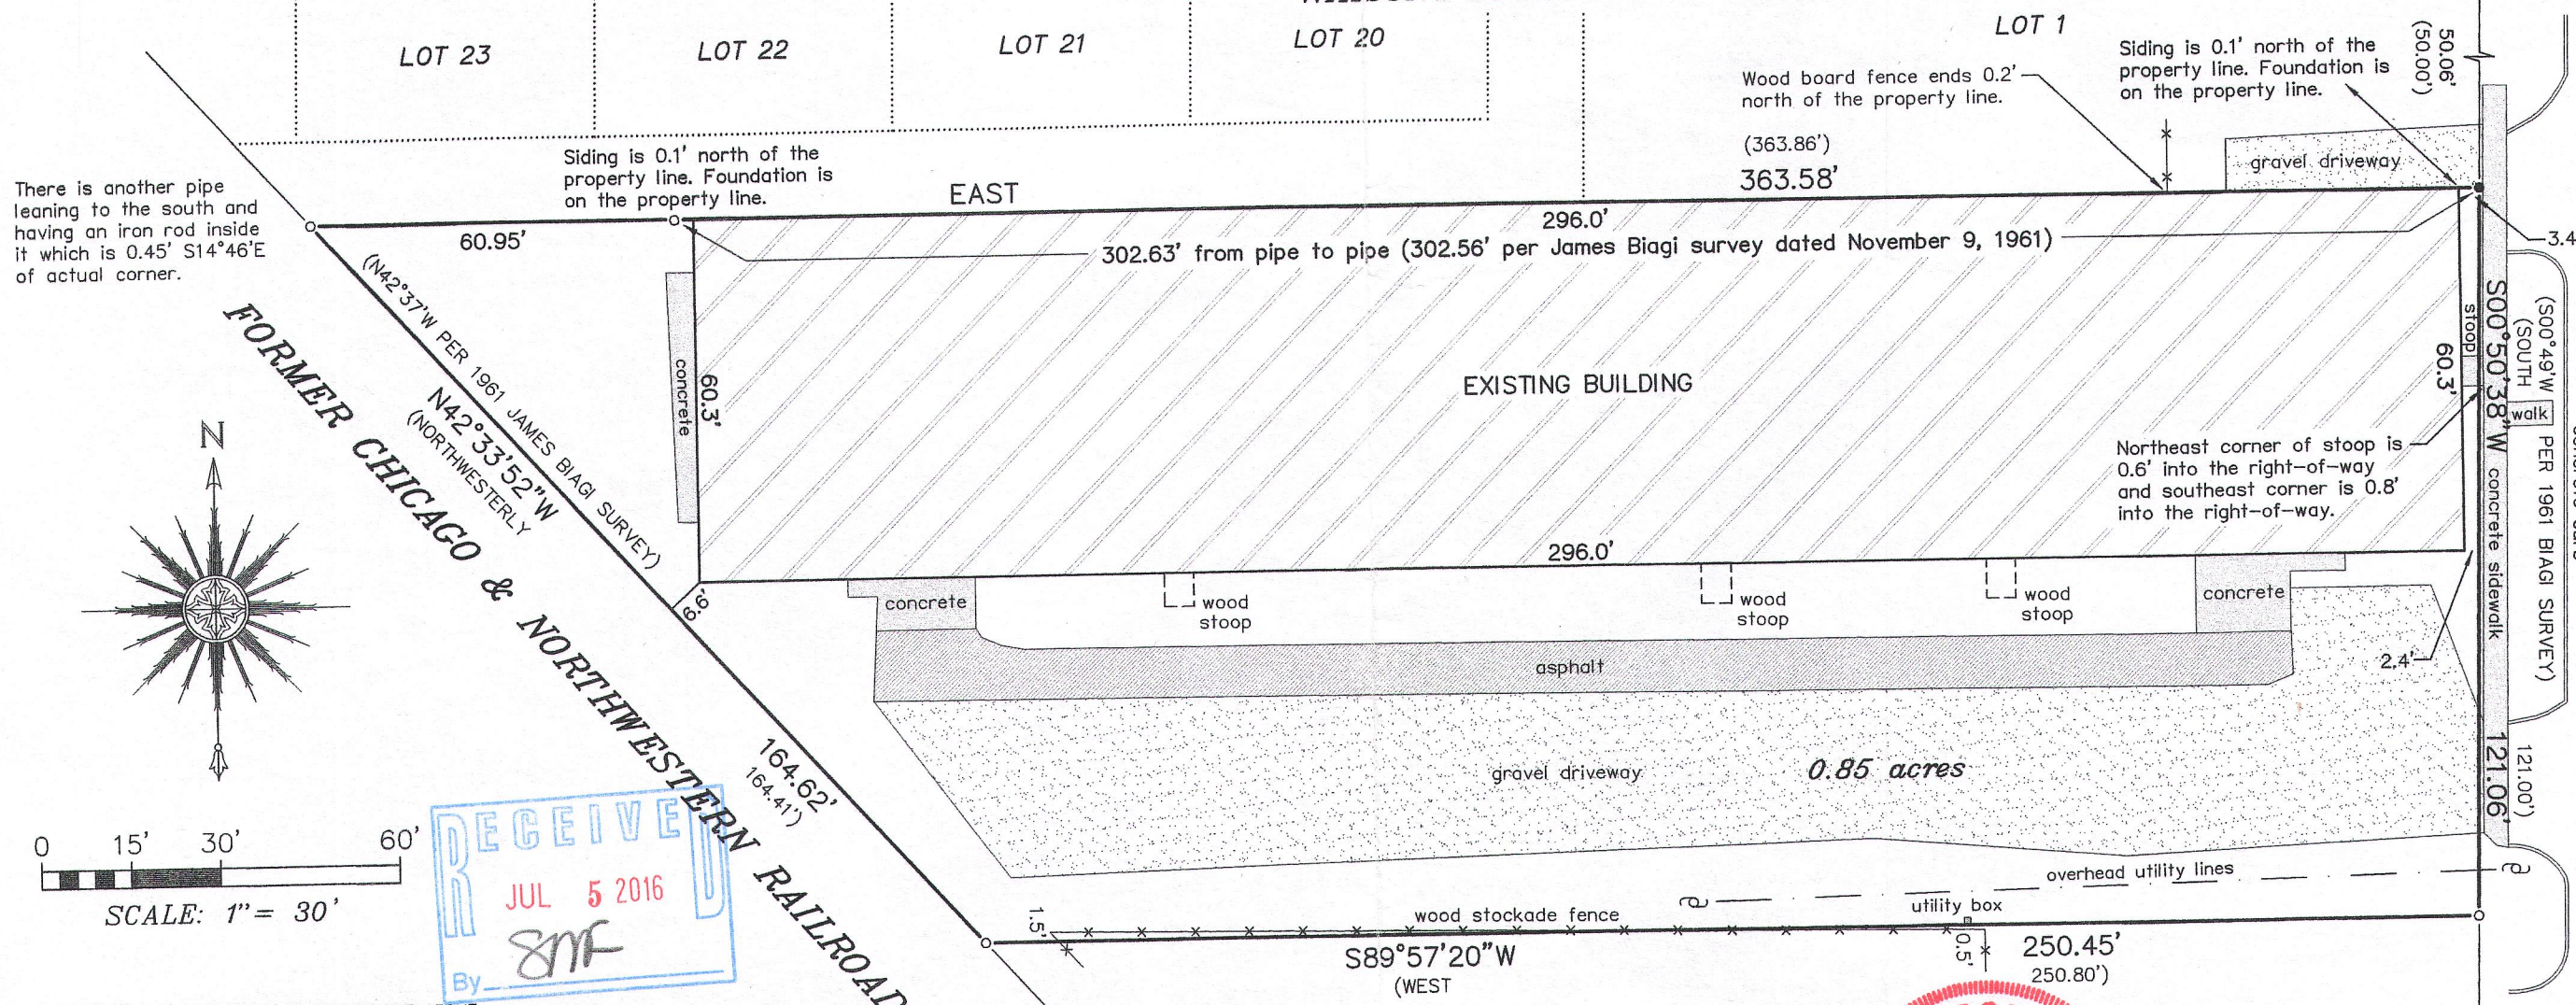 LOT 23
LOT 22
LOT 21
LOT 20
LOT 1
50.06'
(50.00')
Siding is 0.1' north of the
property line. Foundation is
on the property line.
Wood board fence ends 0.2'
north of the property line.
(363.86')
363.58'
gravel driveway
Siding is 0.1' north of the
property line. Foundation is
on the property line.
EAST
There is another pipe
leaning to the south and
having an iron rod inside
it which is 0.45' S14°46'E
of actual corner.
60.95'
296.0'
302.63' from pipe to pipe (302.56' per James Biagi survey dated November 9, 1961)
3.4
(N42°37'W PER 1961 JAMES BIAGI SURVEY)
N42°33'52"W
(NORTHWESTERLY
FORMER CHICAGO & NORTHWESTERN RAILROAD
concrete
60.3'
EXISTING BUILDING
60.3'
stoop
S00°50'38"W
(S00°49'W PER 1961 BIAGI SURVEY)
(SOUTH
walk
concrete sidewalk
Northeast corner of stoop is
0.6' into the right-of-way
and southeast corner is 0.8'
into the right-of-way.
N
296.0'
6.6'
concrete
wood
stoop
wood
stoop
wood
stoop
concrete
asphalt
2.4'
164.62'
164.41')
gravel driveway
0.85 acres
121.06'
121.00')
0 15' 30' 60'
SCALE: 1"= 30'
RECEIVED
JUL 5 2016
By
SMF
overhead utility lines
utility box
wood stockade fence
1.5'
0.5'
S89°57'20"W
(WEST
250.45'
250.80')